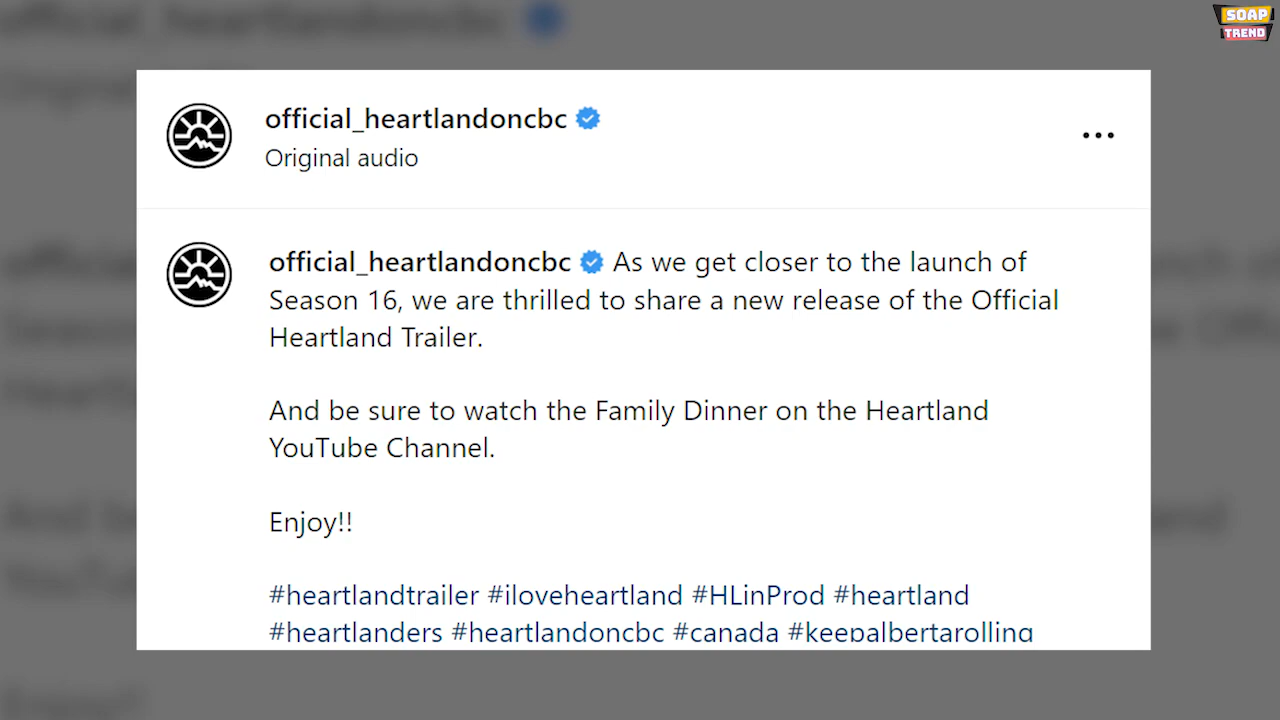 SOAP
TREND
official_heartlandoncbc
Original audio
official_heartlandoncbc As we get closer to the launch of
Season 16, we are thrilled to share a new release of the Official
Heartland Trailer.
And be sure to watch the Family Dinner on the Heartland
YouTube Channel.
Enjoy!!
#heartlandtrailer #iloveheartland #HLinProd #heartland
#heartlanders #heartlandoncbc #canada #keepalbertarolling